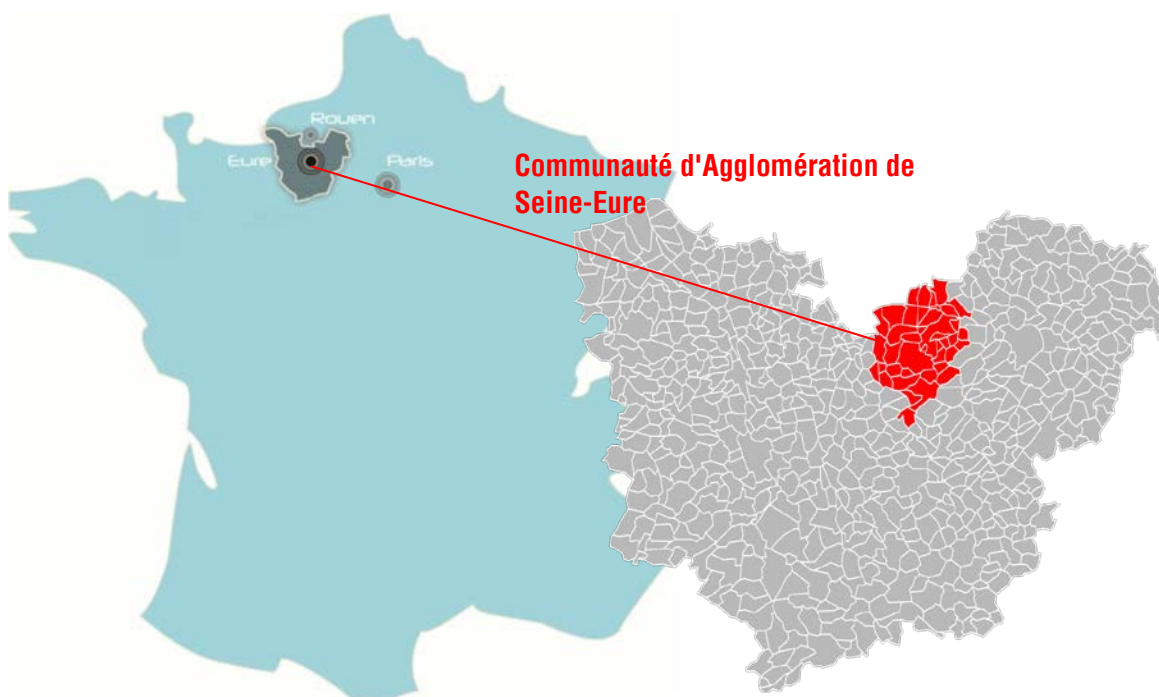 Rouen
Eure
Paris
Communauté d'Agglomération de
Seine-Eure